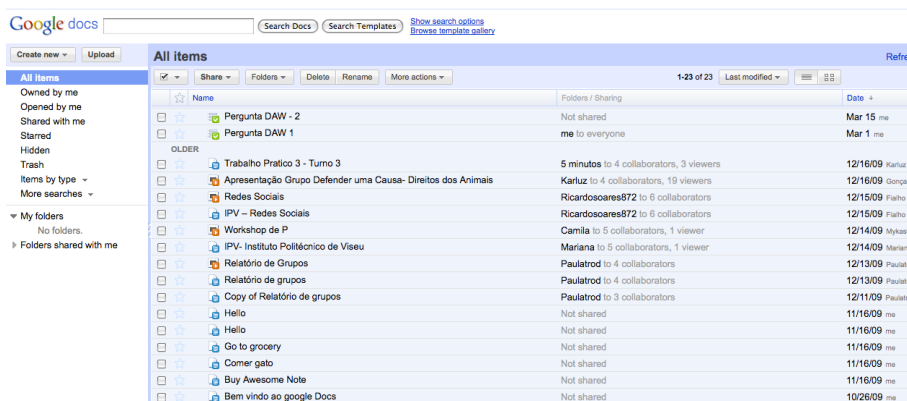 Google docs Search Docs Search Templates Show search options
Browse template gallery
Create new Upload All items Refre
Share Folders Delete Rename More actions 1-23 of 23 Last modified
All items
Owned by me
Opened by me
Shared with me
Starred
Hidden
Trash
Items by type
More searches
My folders
No folders.
Folders shared with me
Name Folders / Sharing Date
Pergunta DAW - 2 Not shared Mar 15 me
Pergunta DAW 1 me to everyone Mar 1 me
OLDER
Trabalho Pratico 3 - Turno 3 5 minutos to 4 collaborators, 3 viewers 12/16/09 Karluz
Apresentação Grupo Defender uma Causa- Direitos dos Animais Karluz to 4 collaborators, 19 viewers 12/16/09 Gonça
Redes Sociais Ricardosoares872 to 6 collaborators 12/15/09 Fialho
IPV – Redes Sociais Ricardosoares872 to 6 collaborators 12/15/09 Fialho
Workshop de P Camila to 5 collaborators, 1 viewer 12/14/09 Mykas
IPV- Instituto Politécnico de Viseu Mariana to 5 collaborators, 1 viewer 12/14/09 Marian
Relatório de Grupos Paulatrod to 4 collaborators 12/13/09 Paulat
Relatório de grupos Paulatrod to 4 collaborators 12/13/09 Paulat
Copy of Relatório de grupos Paulatrod to 3 collaborators 12/11/09 Paulat
Hello Not shared 11/16/09 me
Hello Not shared 11/16/09 me
Go to grocery Not shared 11/16/09 me
Comer gato Not shared 11/16/09 me
Buy Awesome Note Not shared 11/16/09 me
Bem vindo ao google Docs Not shared 10/26/09 me